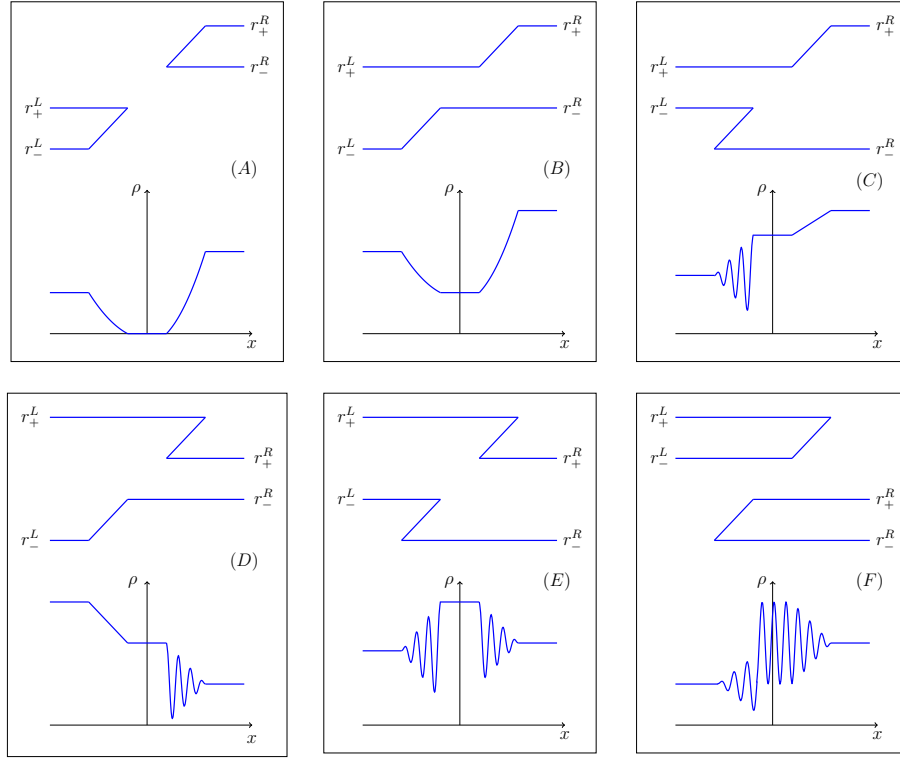 r_+^R
r_-^R
r_+^L
r_-^L
(A)
ρ
x
r_+^R
r_+^L
r_-^R
r_-^L
(B)
ρ
x
r_+^R
r_+^L
r_-^L
r_-^R
(C)
ρ
x
r_+^L
r_+^R
r_-^R
r_-^L
(D)
ρ
x
r_+^L
r_+^R
r_-^L
r_-^R
(E)
ρ
x
r_+^L
r_-^L
r_+^R
r_-^R
(F)
ρ
x